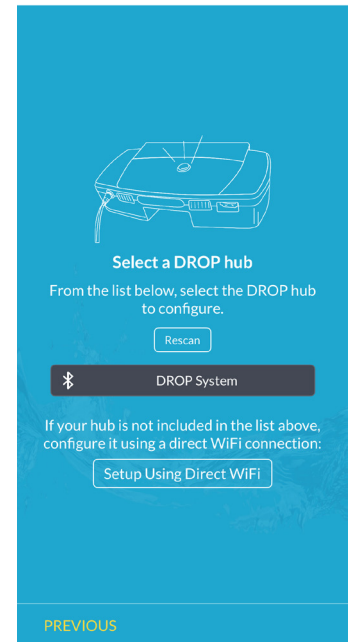 Select a DROP hub
From the list below, select the DROP hub
to configure.
Rescan
DROP System
If your hub is not included in the list above,
configure it using a direct WiFi connection:
Setup Using Direct WiFi
PREVIOUS